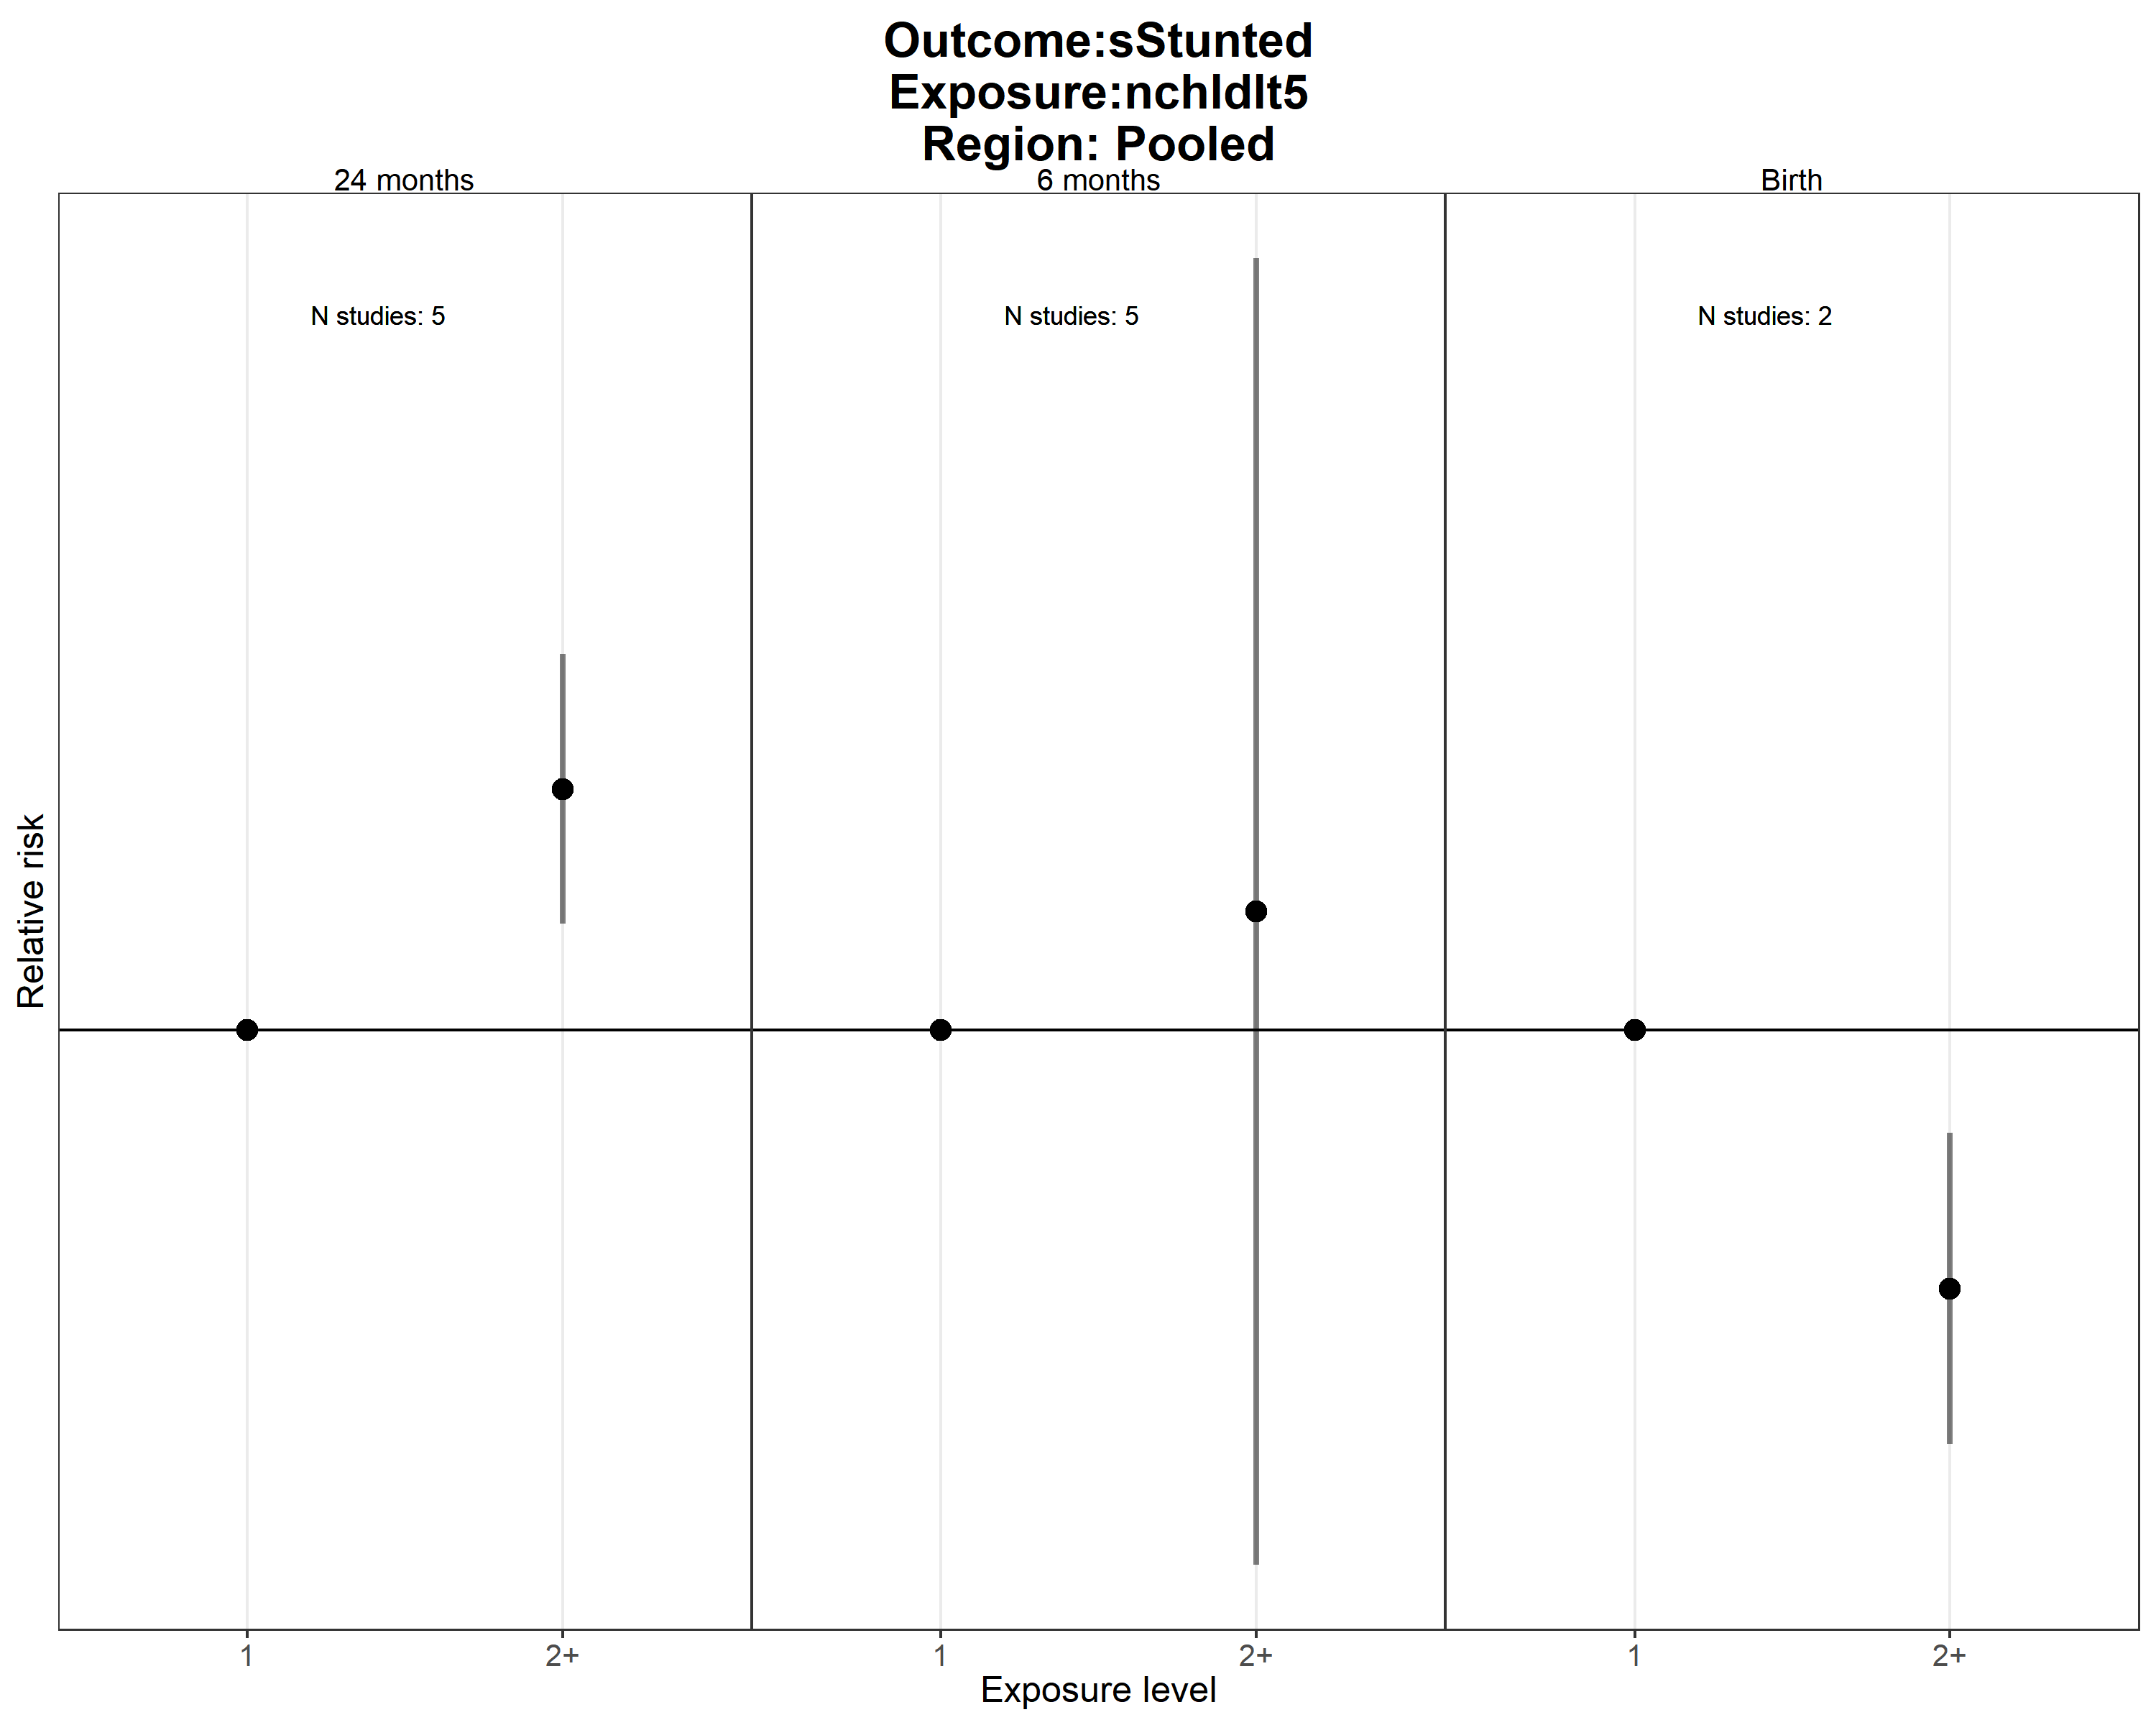 Outcome:sStunted
Exposure:nchldlt5
Region: Pooled
24 months 6 months Birth
N studies: 5 N studies: 5 N studies: 2
Relative risk
1 2+ 1 2+ 1 2+
Exposure level